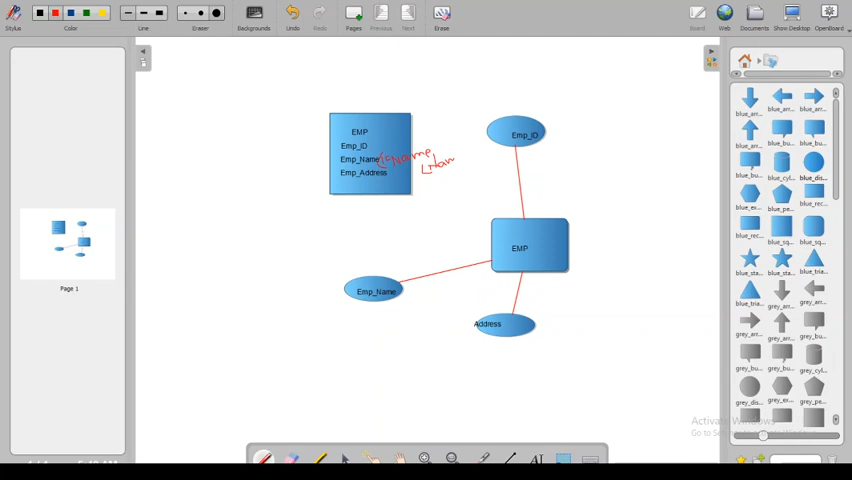 Stylus
Color
Line
Eraser
Backgrounds
Undo
Pages
Previous
Next
Erase
Board
Web
Documents
Show Desktop
OpenBoard
EMP
Emp_ID
Emp_Name
Emp_Address
Emp_ID
EMP
Emp_Name
Address
Page 1
blue_arr...
blue_arr...
blue_arr...
blue_arr...
blue_bu...
blue_bu...
blue_bu...
blue_cyl...
blue_dis...
blue_ex...
blue_pe...
blue_rec...
blue_rec...
blue_sq...
blue_sq...
blue_sta...
blue_sta...
blue_tria...
blue_tria...
grey_arr...
grey_arr...
grey_arr...
grey_arr...
grey_bu...
grey_bu...
grey_bu...
grey_cyl...
grey_dis...
grey_ex...
grey_pe...
Activate Windows
Go to Settings to activate Windows.